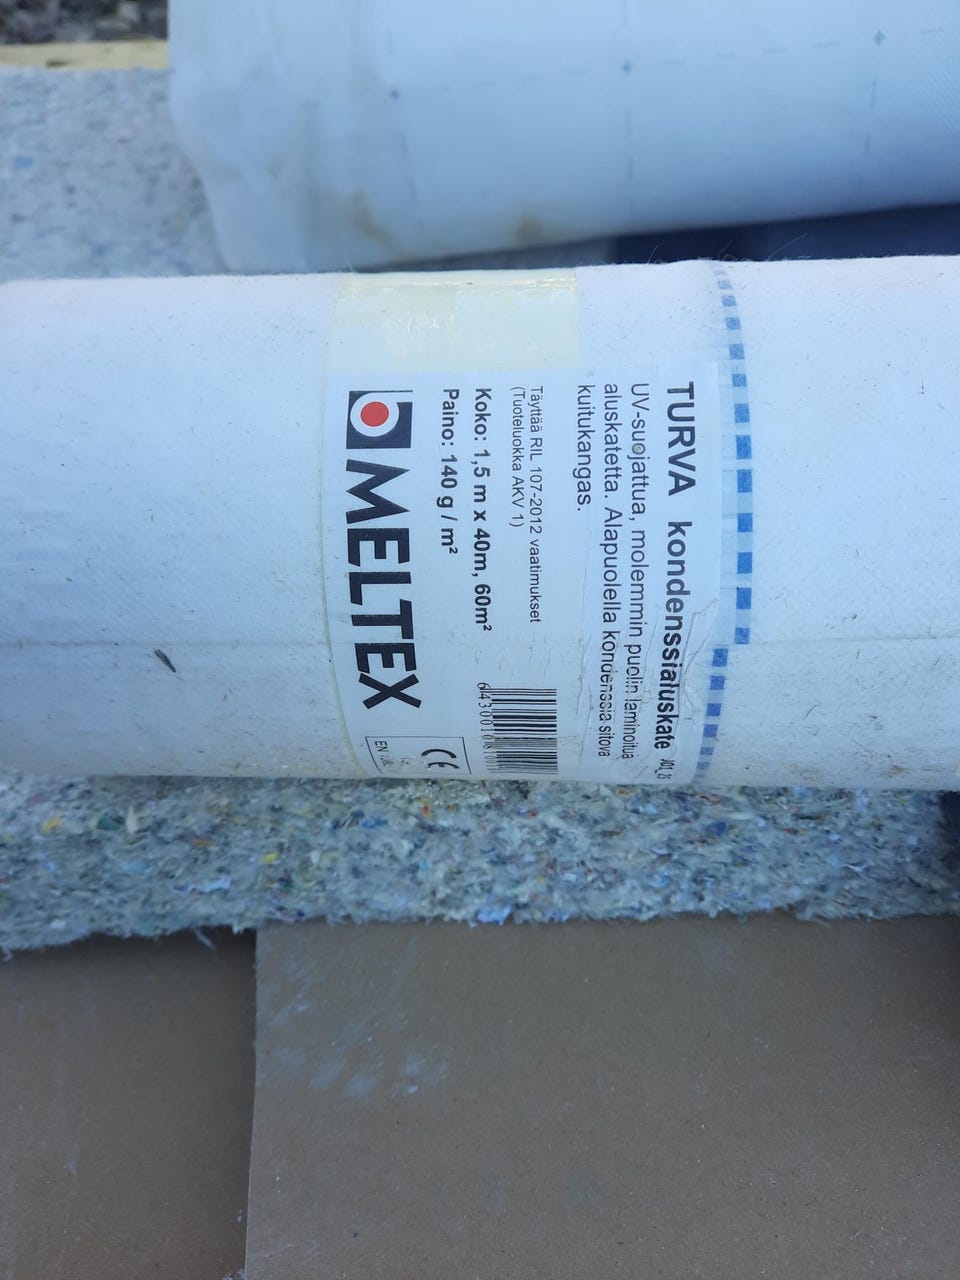 TURVA kondenssialuskate
UV-suojattua, molemmin puolin laminoitua
aluskatetta. Alapuolella kondenssia sitova
kuitukangas.
Täyttää RIL 107-2012 vaatimukset
(Tuoteluokka AKV 1)
Koko: 1,5 m x 40m, 60m²
Paino: 140 g / m²
MELTEX
CE
EN